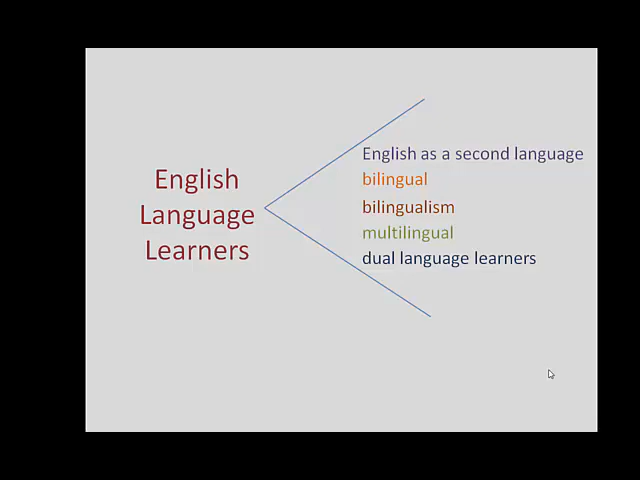 English
Language
Learners
English as a second language
bilingual
bilingualism
multilingual
dual language learners